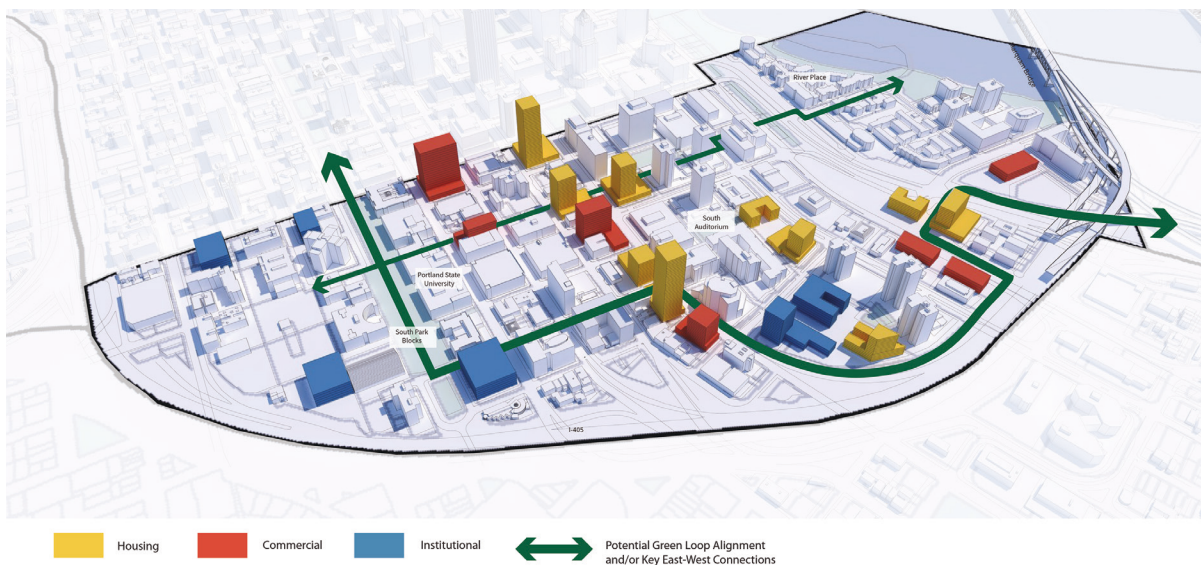 River Place
South
Auditorium
Portland State
University
South Park
Blocks
I-405
Housing
Commercial
Institutional
Potential Green Loop Alignment
and/or Key East-West Connections